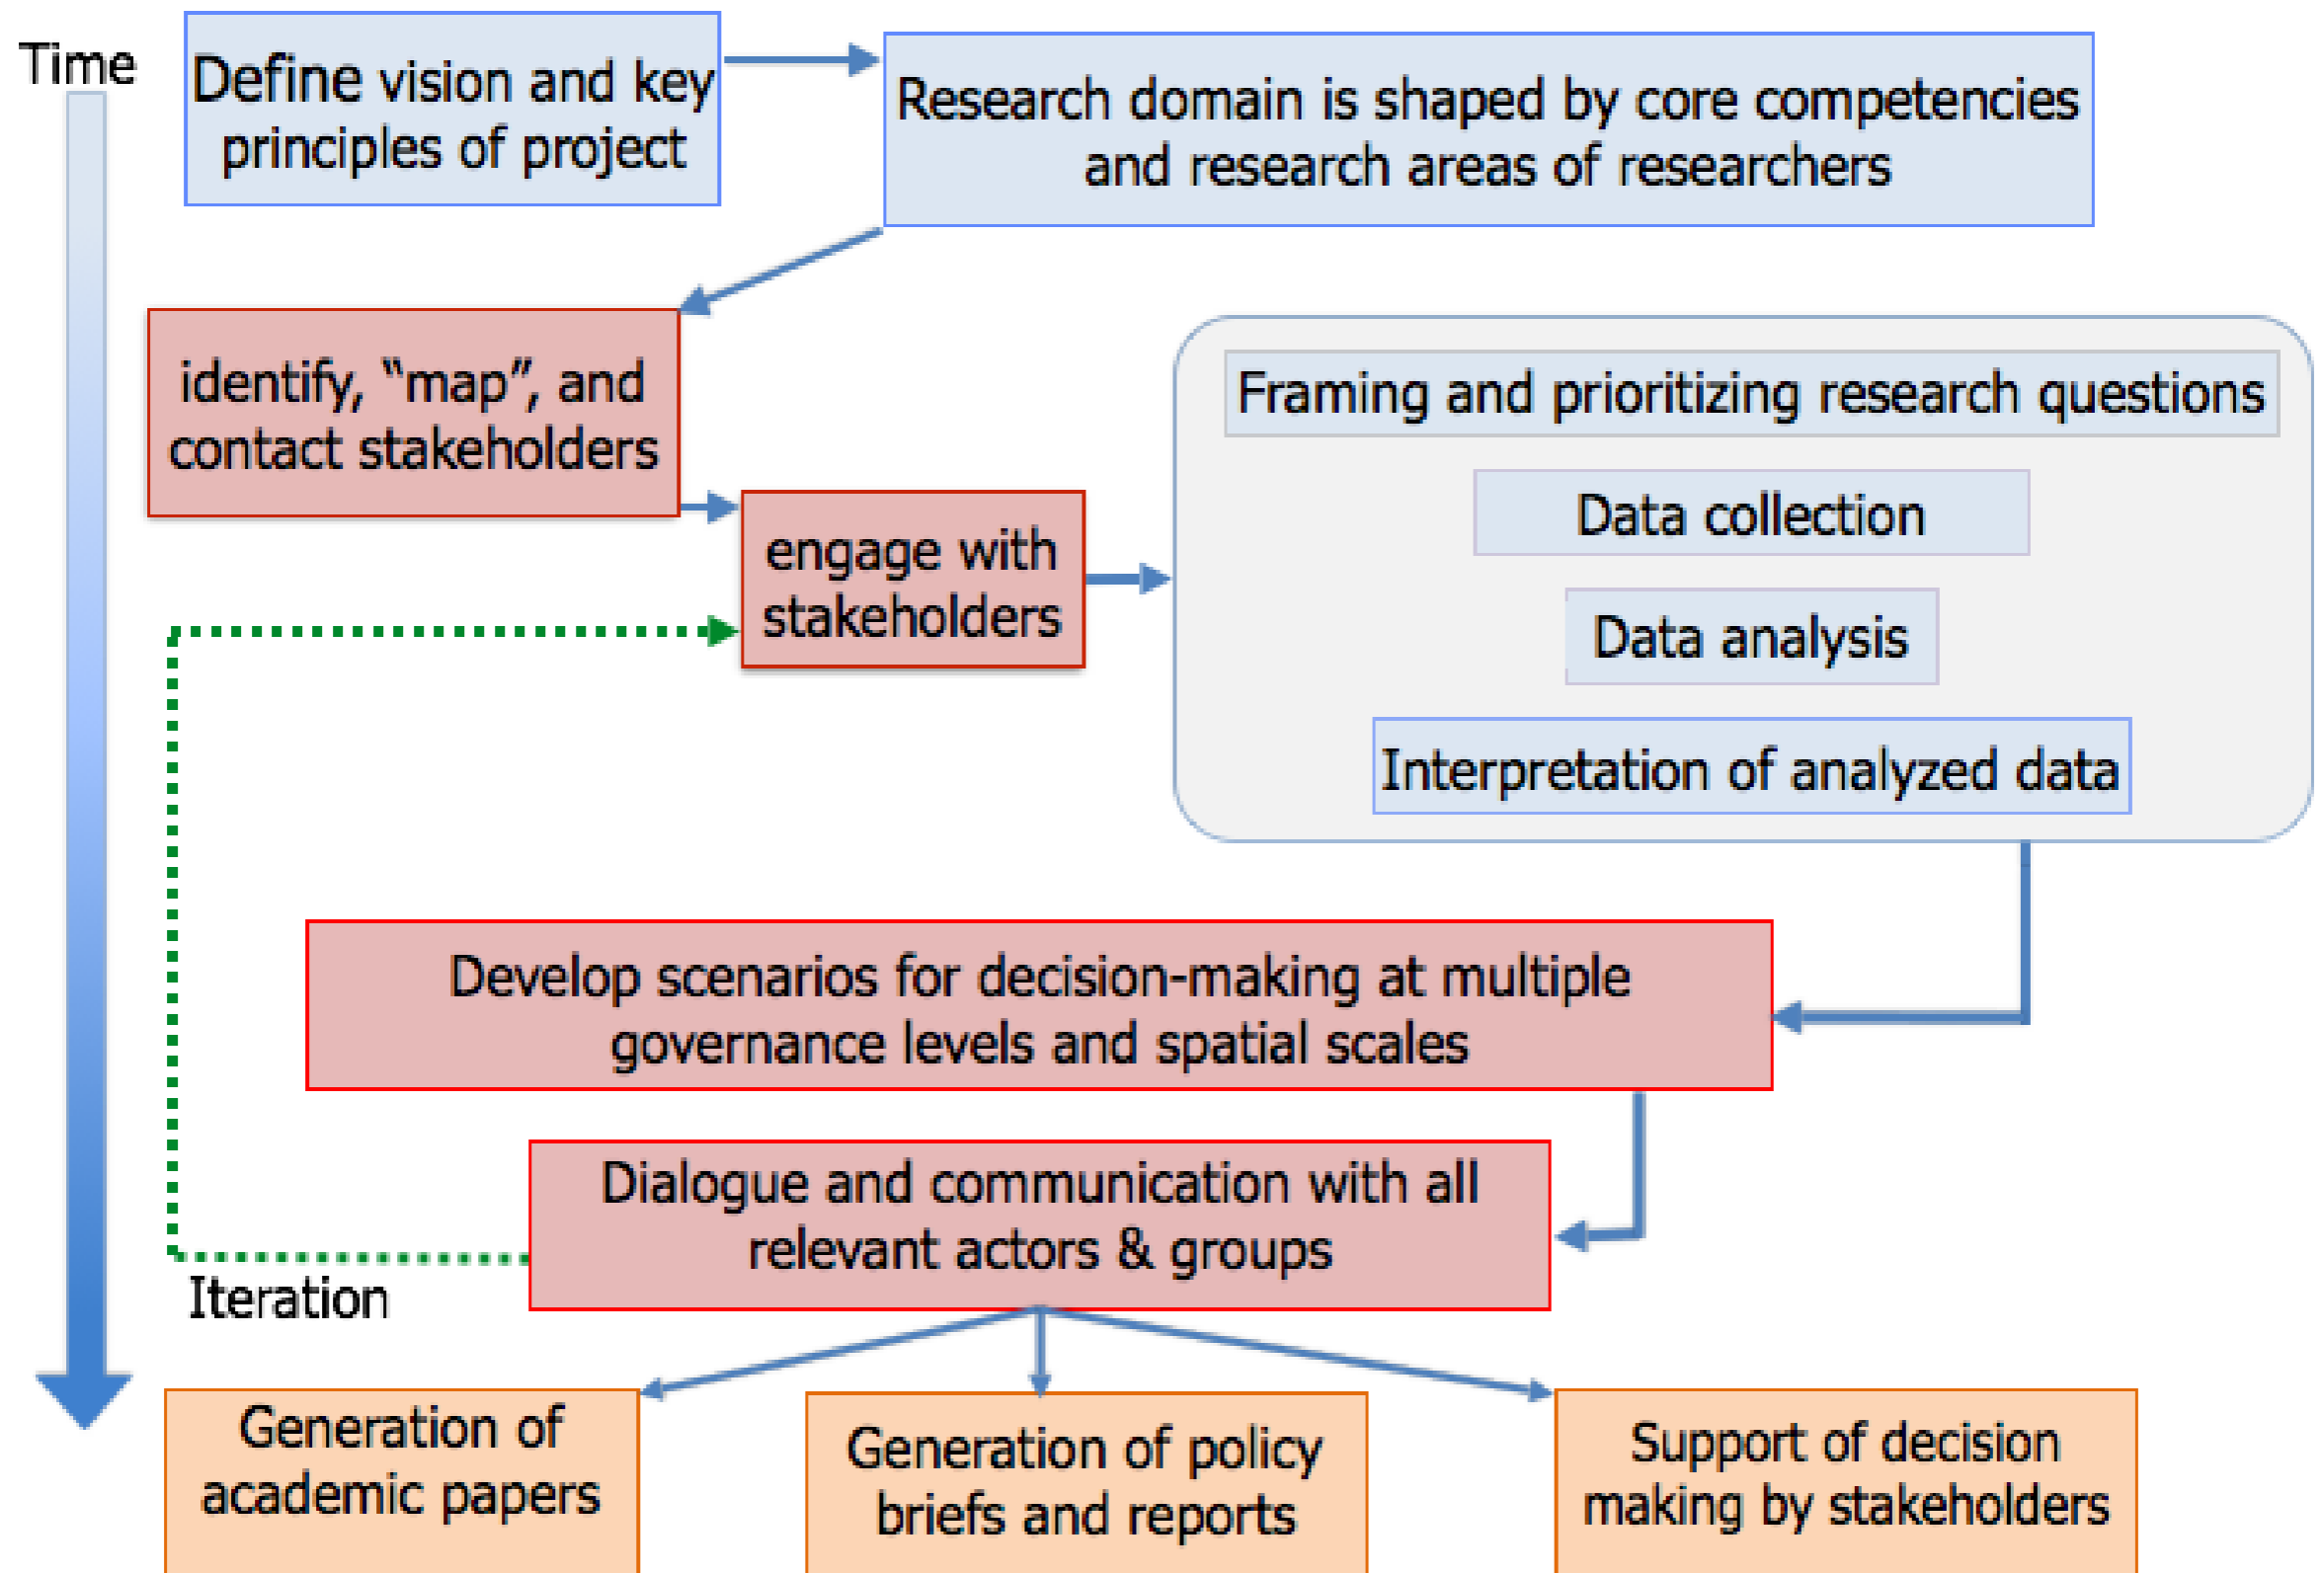 Time
Define vision and key
principles of project
Research domain is shaped by core competencies
and research areas of researchers
identify, “map”, and
contact stakeholders
engage with
stakeholders
Framing and prioritizing research questions
Data collection
Data analysis
Interpretation of analyzed data
Develop scenarios for decision-making at multiple
governance levels and spatial scales
Dialogue and communication with all
relevant actors & groups
Iteration
Generation of
academic papers
Generation of policy
briefs and reports
Support of decision
making by stakeholders